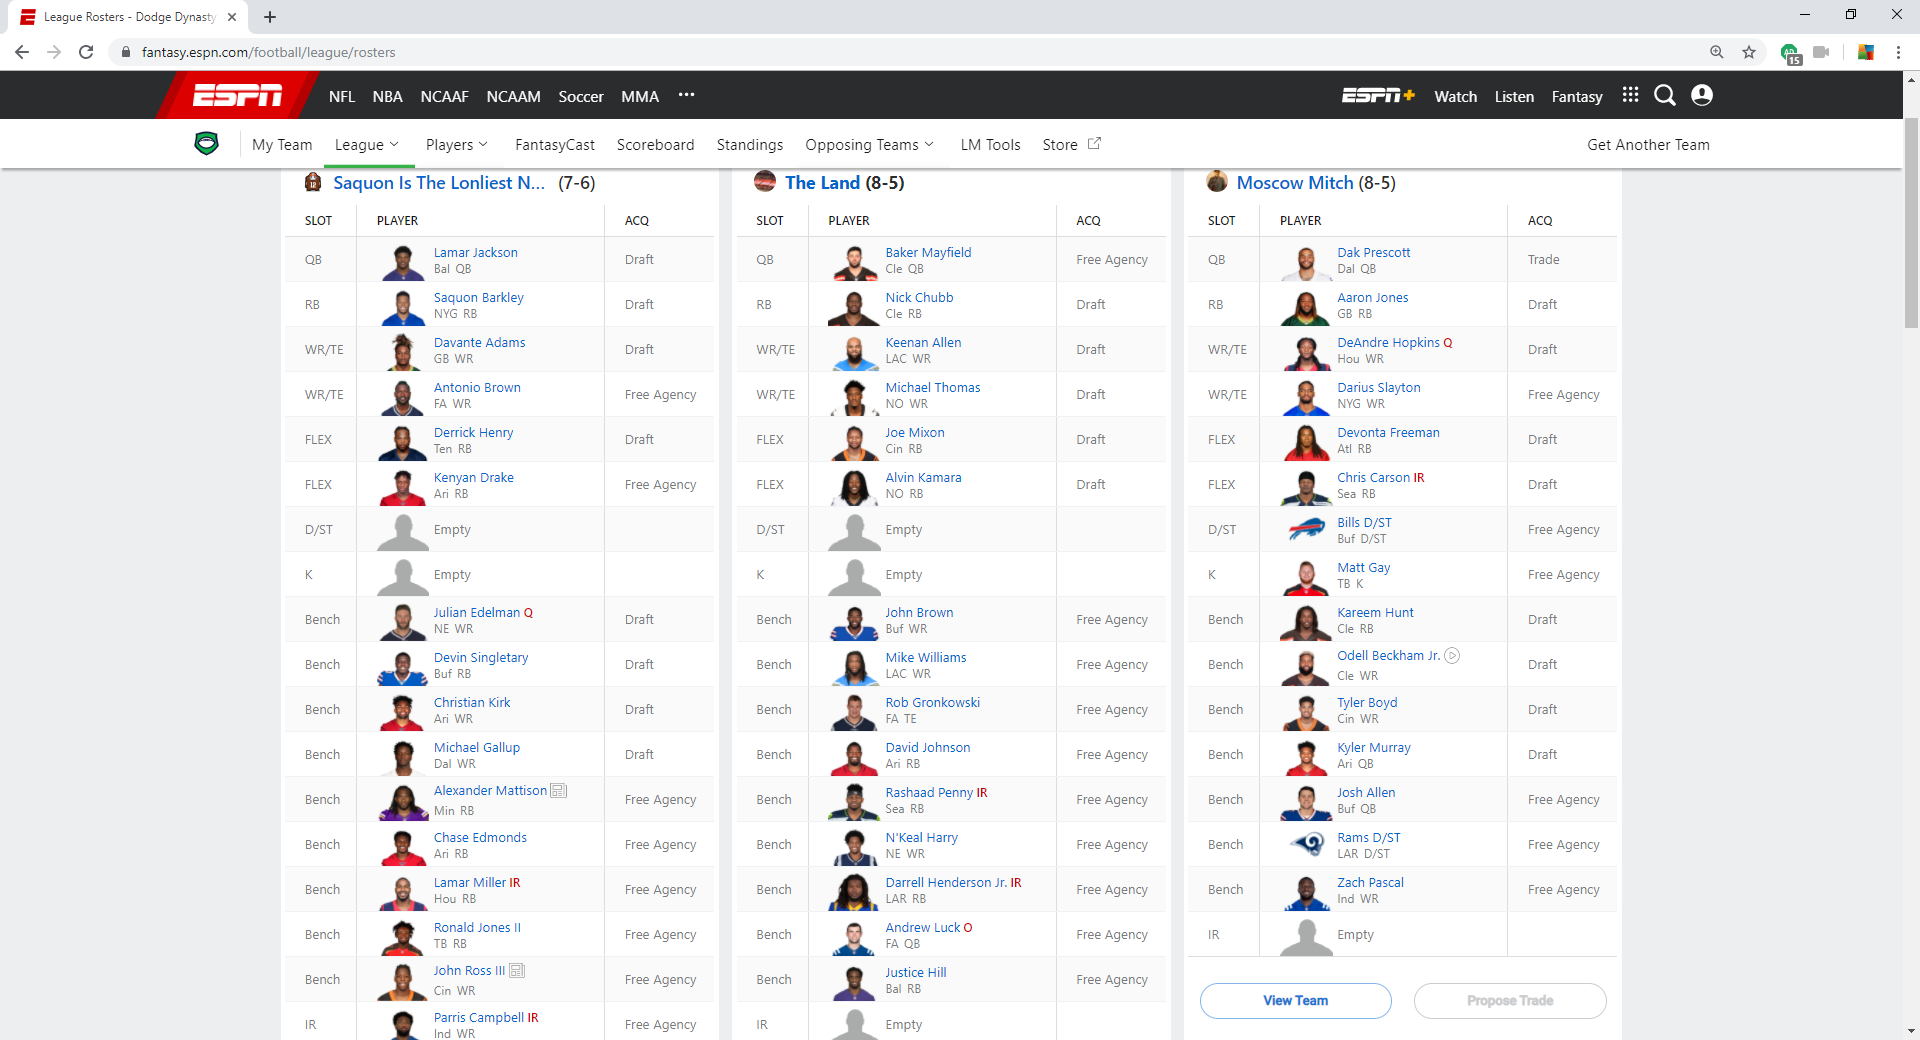 League Rosters - Dodge Dynasty
fantasy.espn.com/football/league/rosters
15
ESPN NFL NBA NCAAF NCAAM Soccer MMA ••• ESPN+ Watch Listen Fantasy
My Team League Players FantasyCast Scoreboard Standings Opposing Teams LM Tools Store Get Another Team
Saquon Is The Lonliest N... (7-6)
SLOT PLAYER ACQ
QB Lamar Jackson Draft
Bal QB
RB Saquon Barkley Draft
NYG RB
WR/TE Davante Adams Draft
GB WR
WR/TE Antonio Brown Free Agency
FA WR
FLEX Derrick Henry Draft
Ten RB
FLEX Kenyan Drake Free Agency
Ari RB
D/ST Empty
K Empty
Bench Julian Edelman Q Draft
NE WR
Bench Devin Singletary Draft
Buf RB
Bench Christian Kirk Draft
Ari WR
Bench Michael Gallup Draft
Dal WR
Bench Alexander Mattison Free Agency
Min RB
Bench Chase Edmonds Free Agency
Ari RB
Bench Lamar Miller IR Free Agency
Hou RB
Bench Ronald Jones II Free Agency
TB RB
Bench John Ross III Free Agency
Cin WR
IR Parris Campbell IR Free Agency
Ind WR
The Land (8-5)
SLOT PLAYER ACQ
QB Baker Mayfield Free Agency
Cle QB
RB Nick Chubb Draft
Cle RB
WR/TE Keenan Allen Draft
LAC WR
WR/TE Michael Thomas Draft
NO WR
FLEX Joe Mixon Draft
Cin RB
FLEX Alvin Kamara Draft
NO RB
D/ST Empty
K Empty
Bench John Brown Free Agency
Buf WR
Bench Mike Williams Free Agency
LAC WR
Bench Rob Gronkowski Free Agency
FA TE
Bench David Johnson Free Agency
Ari RB
Bench Rashaad Penny IR Free Agency
Sea RB
Bench N'Keal Harry Free Agency
NE WR
Bench Darrell Henderson Jr. IR Free Agency
LAR RB
Bench Andrew Luck O Free Agency
FA QB
Bench Justice Hill Free Agency
Bal RB
IR Empty
Moscow Mitch (8-5)
SLOT PLAYER ACQ
QB Dak Prescott Trade
Dal QB
RB Aaron Jones Draft
GB RB
WR/TE DeAndre Hopkins Q Draft
Hou WR
WR/TE Darius Slayton Free Agency
NYG WR
FLEX Devonta Freeman Draft
Atl RB
FLEX Chris Carson IR Draft
Sea RB
D/ST Bills D/ST Free Agency
Buf D/ST
K Matt Gay Free Agency
TB K
Bench Kareem Hunt Draft
Cle RB
Bench Odell Beckham Jr. Draft
Cle WR
Bench Tyler Boyd Draft
Cin WR
Bench Kyler Murray Draft
Ari QB
Bench Josh Allen Free Agency
Buf QB
Bench Rams D/ST Free Agency
LAR D/ST
Bench Zach Pascal Free Agency
Ind WR
IR Empty
View Team Propose Trade